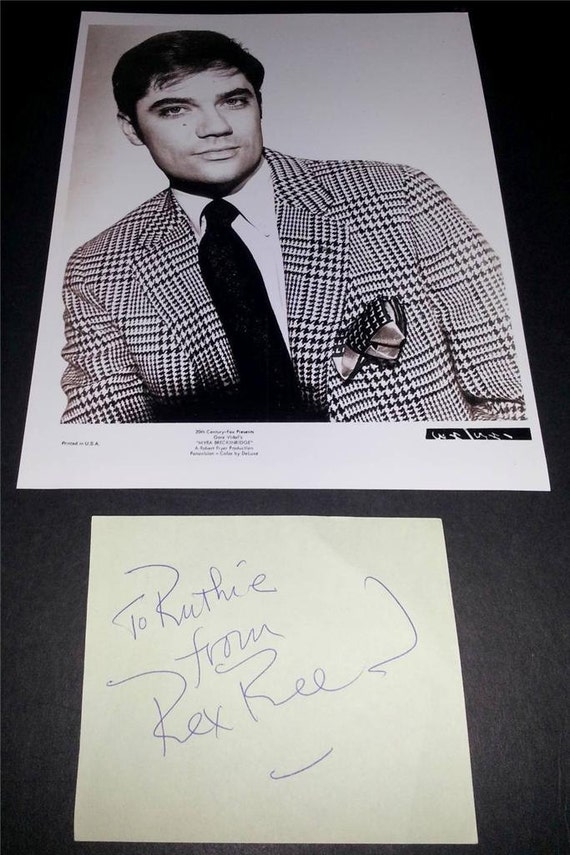 20th Century-Fox Presents
Gore Vidal's
"MYRA BRECKINRIDGE"
A Robert Fryer Production
Panavision - Color by DeLuxe
Printed in U.S.A.
To Ruthie
from
Rex Reed